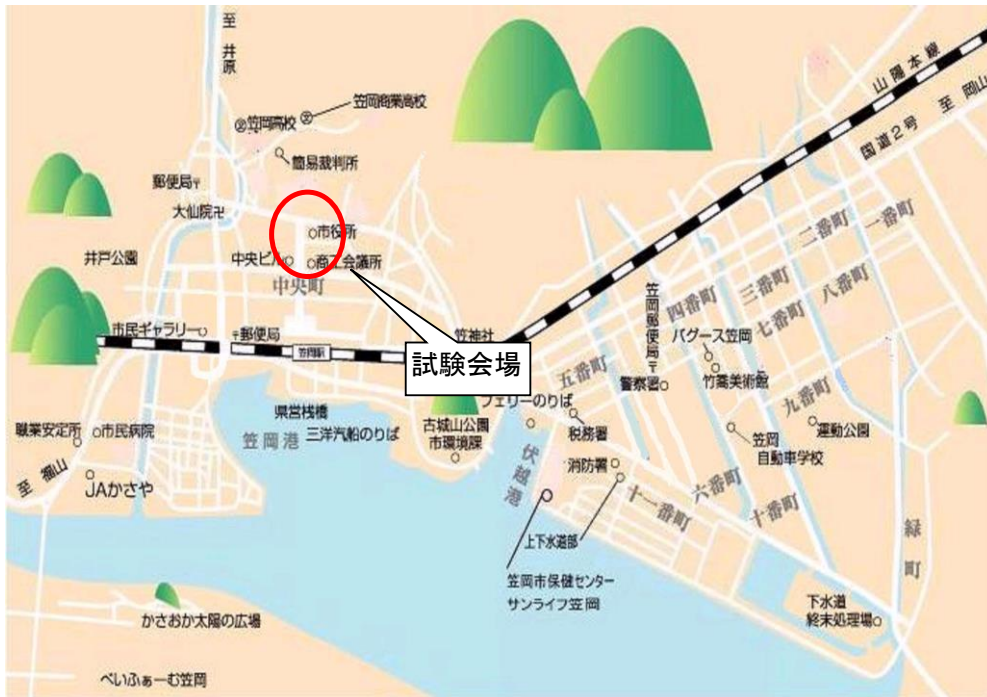 至
井
原
笠岡商業高校
笠岡高校
簡易裁判所
郵便局〒
大仙院卍
市役所
井戸公園
中央ビル
商工会議所
中央町
市民ギャラリー
〒郵便局
笠岡駅
笠神社
試験会場
山陽本線
国道2号 至 岡山
一番町
二番町
三番町
四番町
八番町
七番町
笠岡郵便局〒
バグース笠岡
五番町
警察署
竹喬美術館
九番町
運動公園
フェリーのりば
県営桟橋
古城山公園
市環境課
三洋汽船のりば
笠岡港
職業安定所
市民病院
至 福山
JAかさや
税務署
笠岡
自動車学校
伏越港
消防署
六番町
十番町
十一番町
緑町
上下水道部
笠岡市保健センター
サンライフ笠岡
下水道
終末処理場
かさおか太陽の広場
べいふぁーむ笠岡